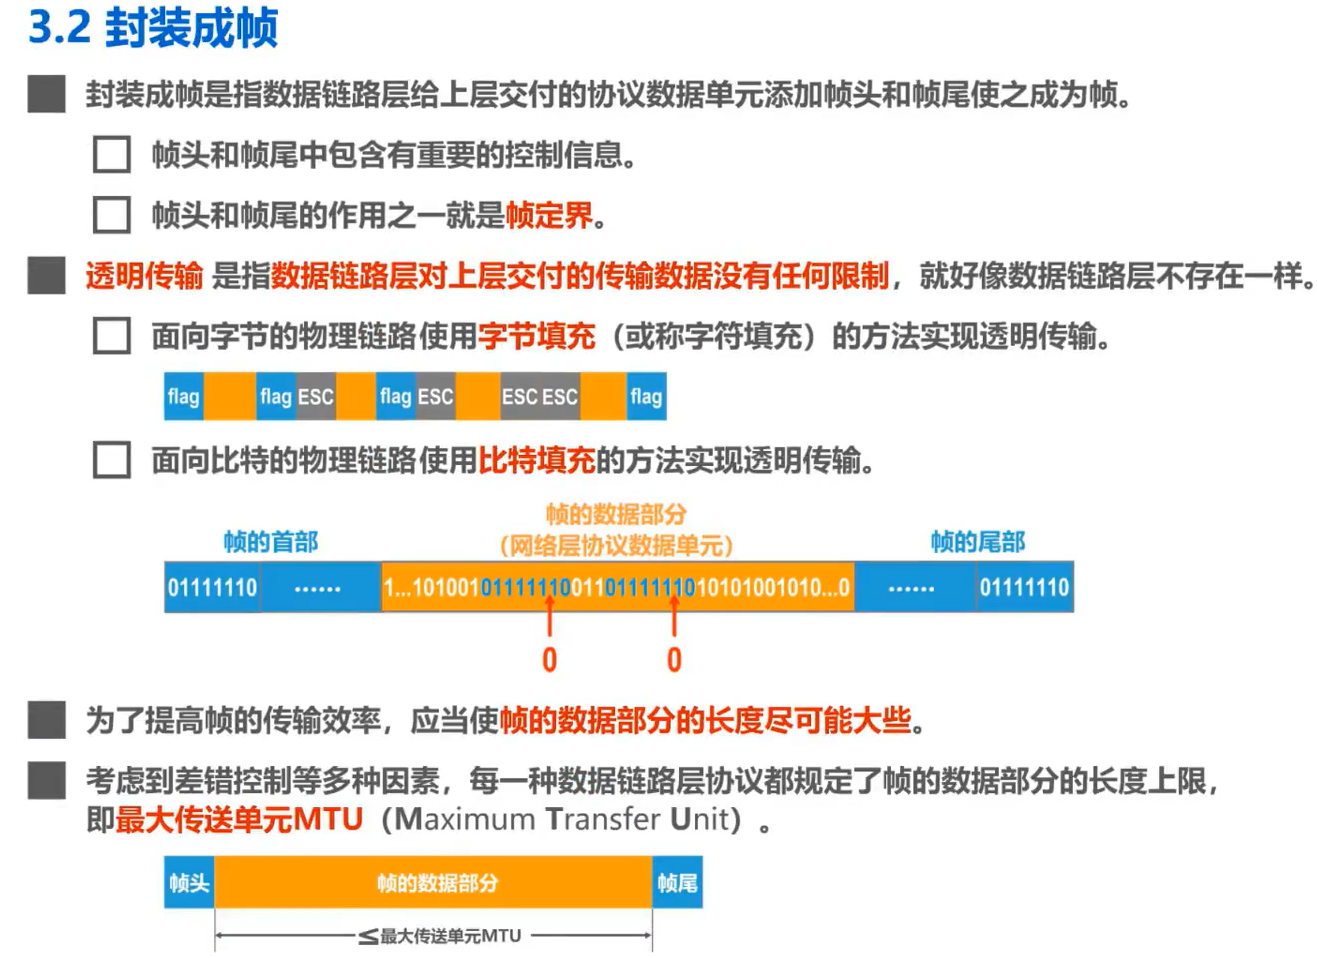 3.2 封装成帧
封装成帧是指数据链路层给上层交付的协议数据单元添加帧头和帧尾使之成为帧。
帧头和帧尾中包含有重要的控制信息。
帧头和帧尾的作用之一就是帧定界。
透明传输 是指数据链路层对上层交付的传输数据没有任何限制，就好像数据链路层不存在一样。
面向字节的物理链路使用字节填充（或称字符填充）的方法实现透明传输。
flag flag ESC flag ESC ESC ESC flag
面向比特的物理链路使用比特填充的方法实现透明传输。
帧的数据部分
帧的首部 （网络层协议数据单元） 帧的尾部
01111110 ...... 1...101001011111100110111111010101001010...0 ...... 01111110
0 0
为了提高帧的传输效率，应当使帧的数据部分的长度尽可能大些。
考虑到差错控制等多种因素，每一种数据链路层协议都规定了帧的数据部分的长度上限，
即最大传送单元MTU（Maximum Transfer Unit）。
帧头 帧的数据部分 帧尾
≤最大传送单元MTU